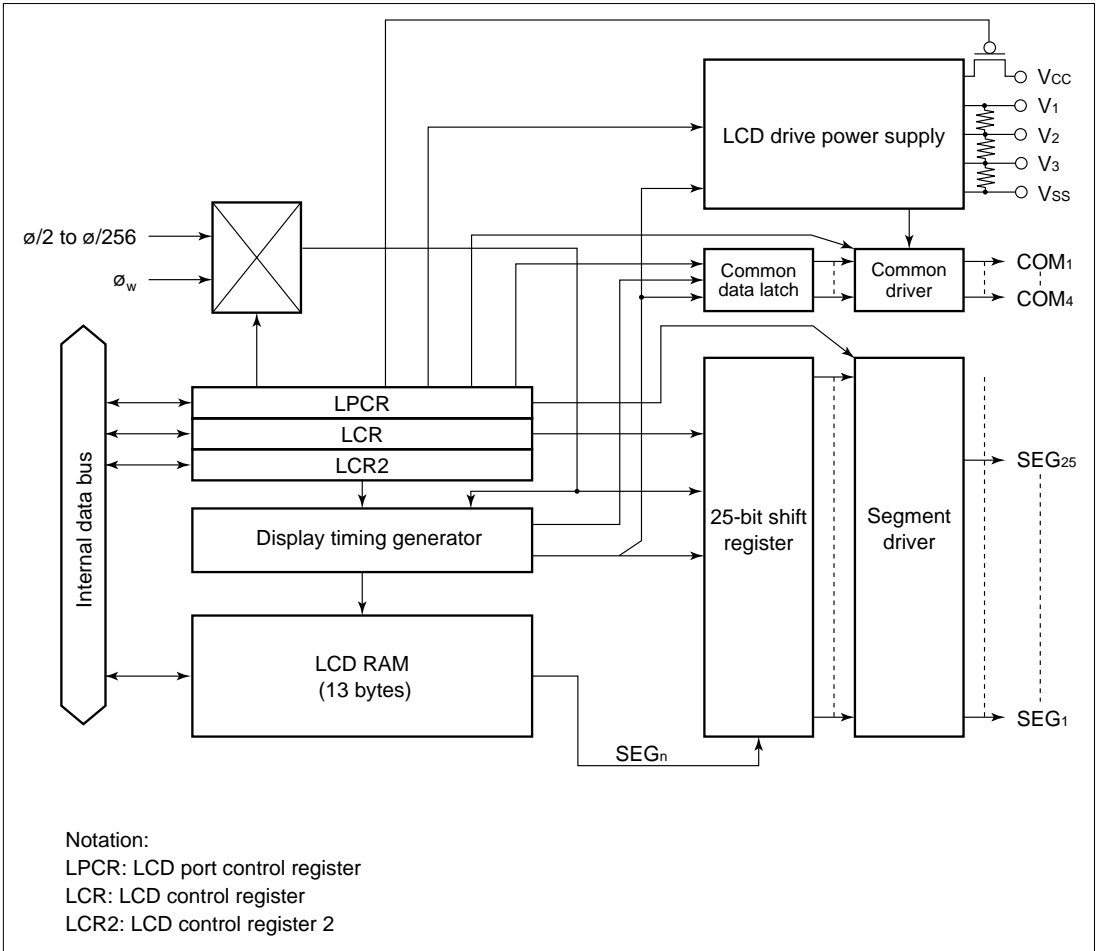 VCC
V1
LCD drive power supply
V2
V3
VSS
ø/2 to ø/256
øw
Common
data latch
Common
driver
COM1
COM4
Internal data bus
LPCR
LCR
LCR2
Display timing generator
25-bit shift
register
Segment
driver
SEG25
LCD RAM
(13 bytes)
SEG1
SEGn
Notation:
LPCR: LCD port control register
LCR: LCD control register
LCR2: LCD control register 2